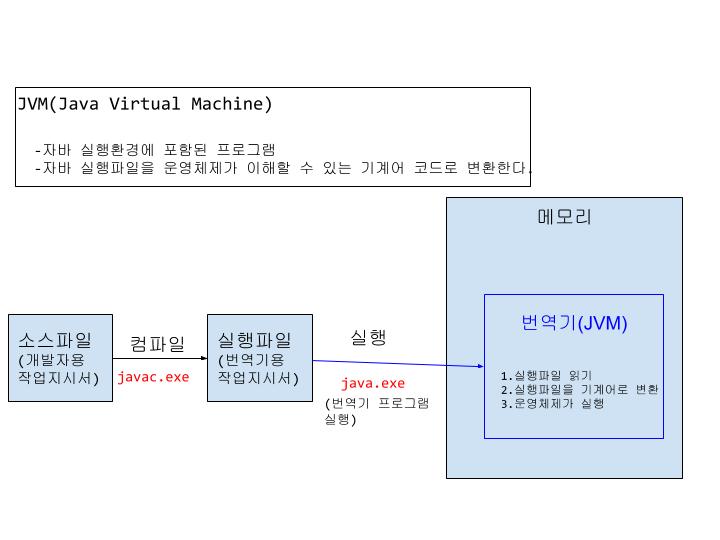 JVM(Java Virtual Machine)
-자바 실행환경에 포함된 프로그램
-자바 실행파일을 운영체제가 이해할 수 있는 기계어 코드로 변환한다.
메모리
번역기(JVM)
소스파일
(개발자용
작업지시서)
컴파일
javac.exe
실행파일
(번역기용
작업지시서)
실행
java.exe
(번역기 프로그램
실행)
1.실행파일 읽기
2.실행파일을 기계어로 변환
3.운영체제가 실행